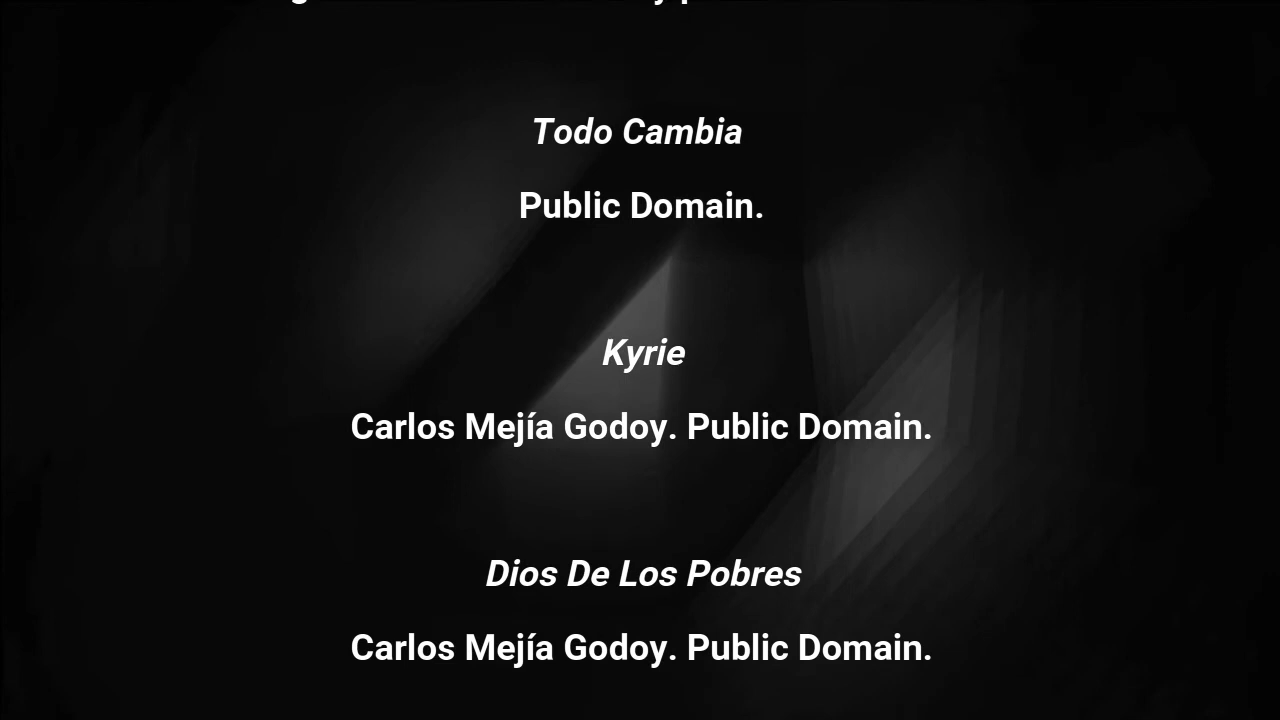 Todo Cambia
Public Domain.
Kyrie
Carlos Mejía Godoy. Public Domain.
Dios De Los Pobres
Carlos Mejía Godoy. Public Domain.